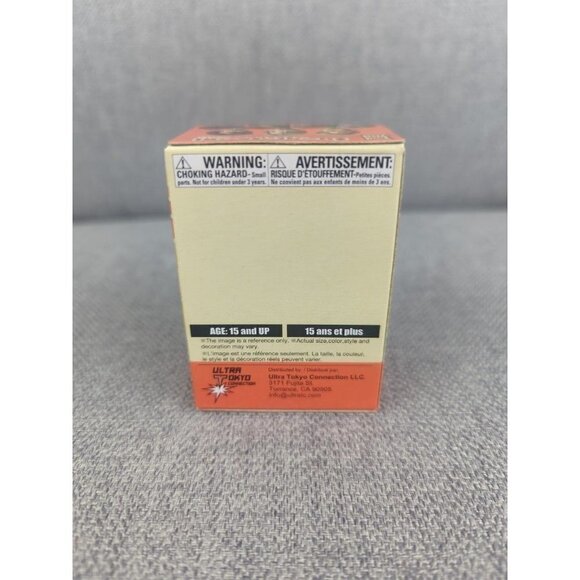 WARNING:
CHOKING HAZARD- Small
parts. Not for children under 3 years.
AVERTISSEMENT:
RISQUE D'ÉTOUFFEMENT-Petites pièces.
Ne convient pas aux enfants de moins de 3 ans.
AGE: 15 and UP
15 ans et plus
※The image is a reference only. ※Actual size,color,style and
decoration may vary.
※L'image est une référence seulement. La taille, la couleur,
le style et la décoration réels peuvent varier.
ULTRA
TOKYO
CONNECTION
Distributed by / Distribué par:
Ultra Tokyo Connection LLC.
3171 Fujita St.
Torrance, CA 90505
info@ultratc.com